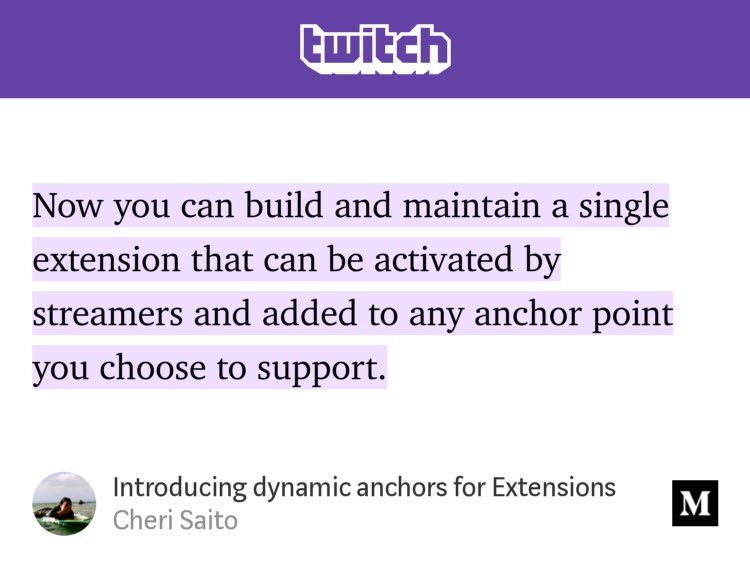 twitch
Now you can build and maintain a single
extension that can be activated by
streamers and added to any anchor point
you choose to support.
Introducing dynamic anchors for Extensions
Cheri Saito
M